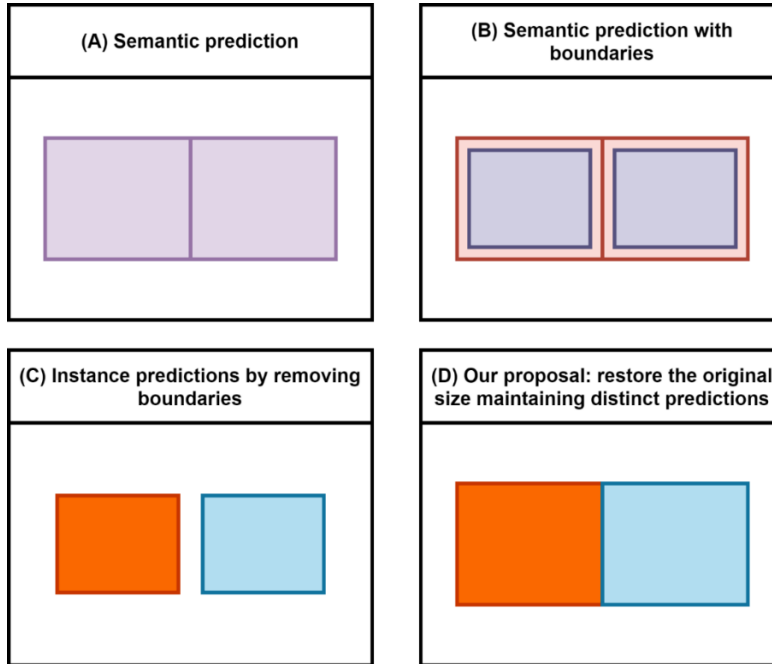 (A) Semantic prediction
(B) Semantic prediction with
boundaries
(C) Instance predictions by removing
boundaries
(D) Our proposal: restore the original
size maintaining distinct predictions